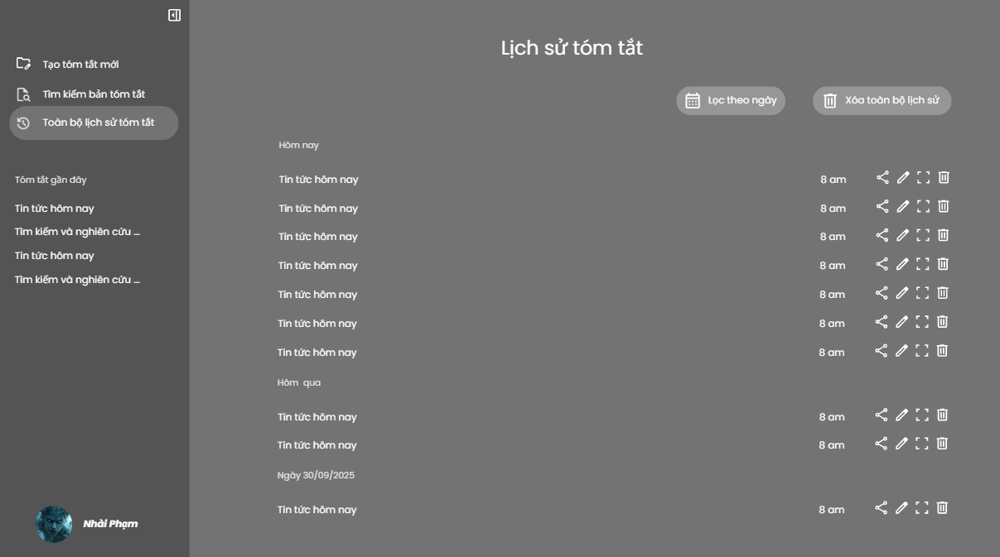 Tạo tóm tắt mới
Tìm kiếm bản tóm tắt
Toàn bộ lịch sử tóm tắt
Tóm tắt gần đây
Tin tức hôm nay
Tìm kiếm và nghiên cứu ...
Tin tức hôm nay
Tìm kiếm và nghiên cứu ...
Nhài Phạm
Lịch sử tóm tắt
Lọc theo ngày
Xóa toàn bộ lịch sử
Hôm nay
Tin tức hôm nay 8 am
Tin tức hôm nay 8 am
Tin tức hôm nay 8 am
Tin tức hôm nay 8 am
Tin tức hôm nay 8 am
Tin tức hôm nay 8 am
Tin tức hôm nay 8 am
Hôm qua
Tin tức hôm nay 8 am
Tin tức hôm nay 8 am
Ngày 30/09/2025
Tin tức hôm nay 8 am